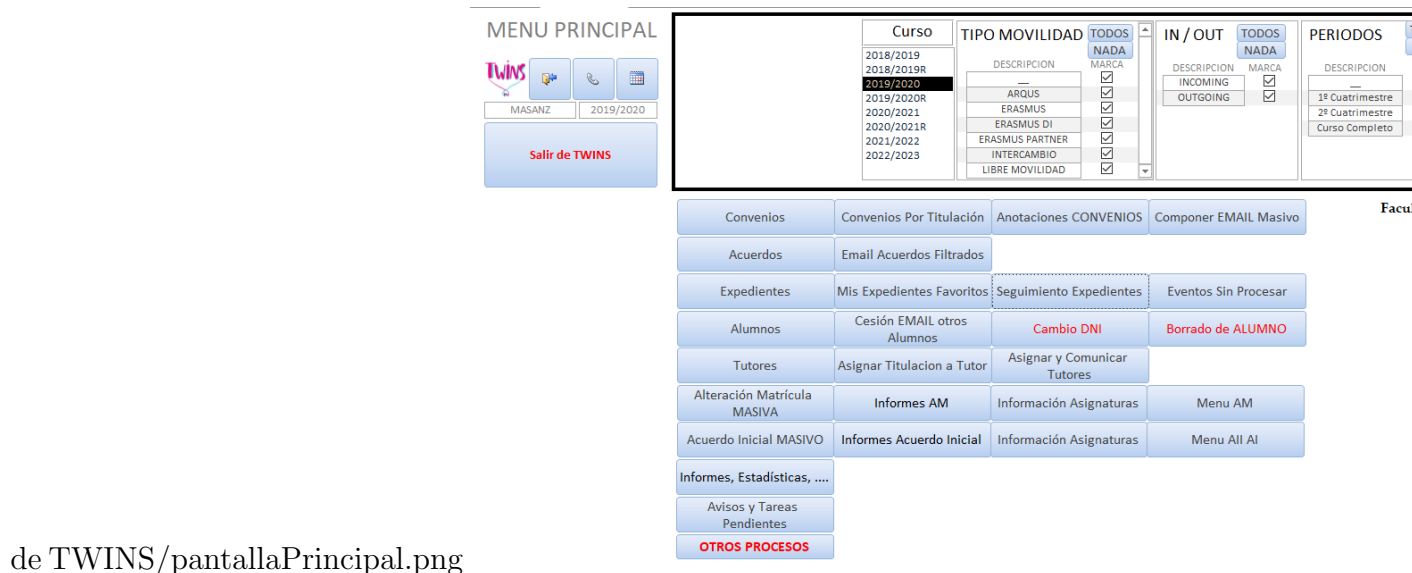 MENU PRINCIPAL
TWINS
MASANZ 2019/2020
Salir de TWINS
Curso
2018/2019
2018/2019R
2019/2020
2019/2020R
2020/2021
2020/2021R
2021/2022
2022/2023
TIPO MOVILIDAD TODOS
NADA
DESCRIPCION MARCA
__
ARQUS
ERASMUS
ERASMUS DI
ERASMUS PARTNER
INTERCAMBIO
LIBRE MOVILIDAD
IN / OUT TODOS
NADA
DESCRIPCION MARCA
INCOMING
OUTGOING
PERIODOS
DESCRIPCION
__
1º Cuatrimestre
2º Cuatrimestre
Curso Completo
Facul
Convenios Convenios Por Titulación Anotaciones CONVENIOS Componer EMAIL Masivo
Acuerdos Email Acuerdos Filtrados
Expedientes Mis Expedientes Favoritos Seguimiento Expedientes Eventos Sin Procesar
Alumnos Cesión EMAIL otros Alumnos Cambio DNI Borrado de ALUMNO
Tutores Asignar Titulacion a Tutor Asignar y Comunicar Tutores
Alteración Matrícula MASIVA Informes AM Información Asignaturas Menu AM
Acuerdo Inicial MASIVO Informes Acuerdo Inicial Información Asignaturas Menu AII AI
Informes, Estadísticas, ....
Avisos y Tareas Pendientes
OTROS PROCESOS
de TWINS/pantallaPrincipal.png